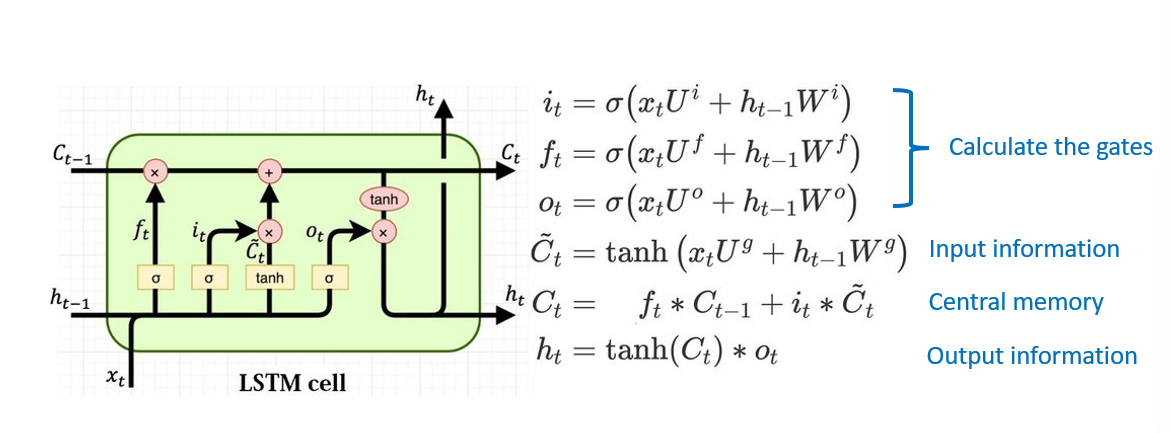 h_t
C_{t-1}
C_t
×
+
tanh
f_t
i_t
×
o_t
×
C̃_t
σ
σ
tanh
σ
h_{t-1}
h_t
x_t
LSTM cell
i_t = σ(x_t U^i + h_{t-1} W^i)
f_t = σ(x_t U^f + h_{t-1} W^f)
o_t = σ(x_t U^o + h_{t-1} W^o)
Calculate the gates
C̃_t = tanh (x_t U^g + h_{t-1} W^g) Input information
C_t = f_t * C_{t-1} + i_t * C̃_t Central memory
h_t = tanh(C_t) * o_t Output information